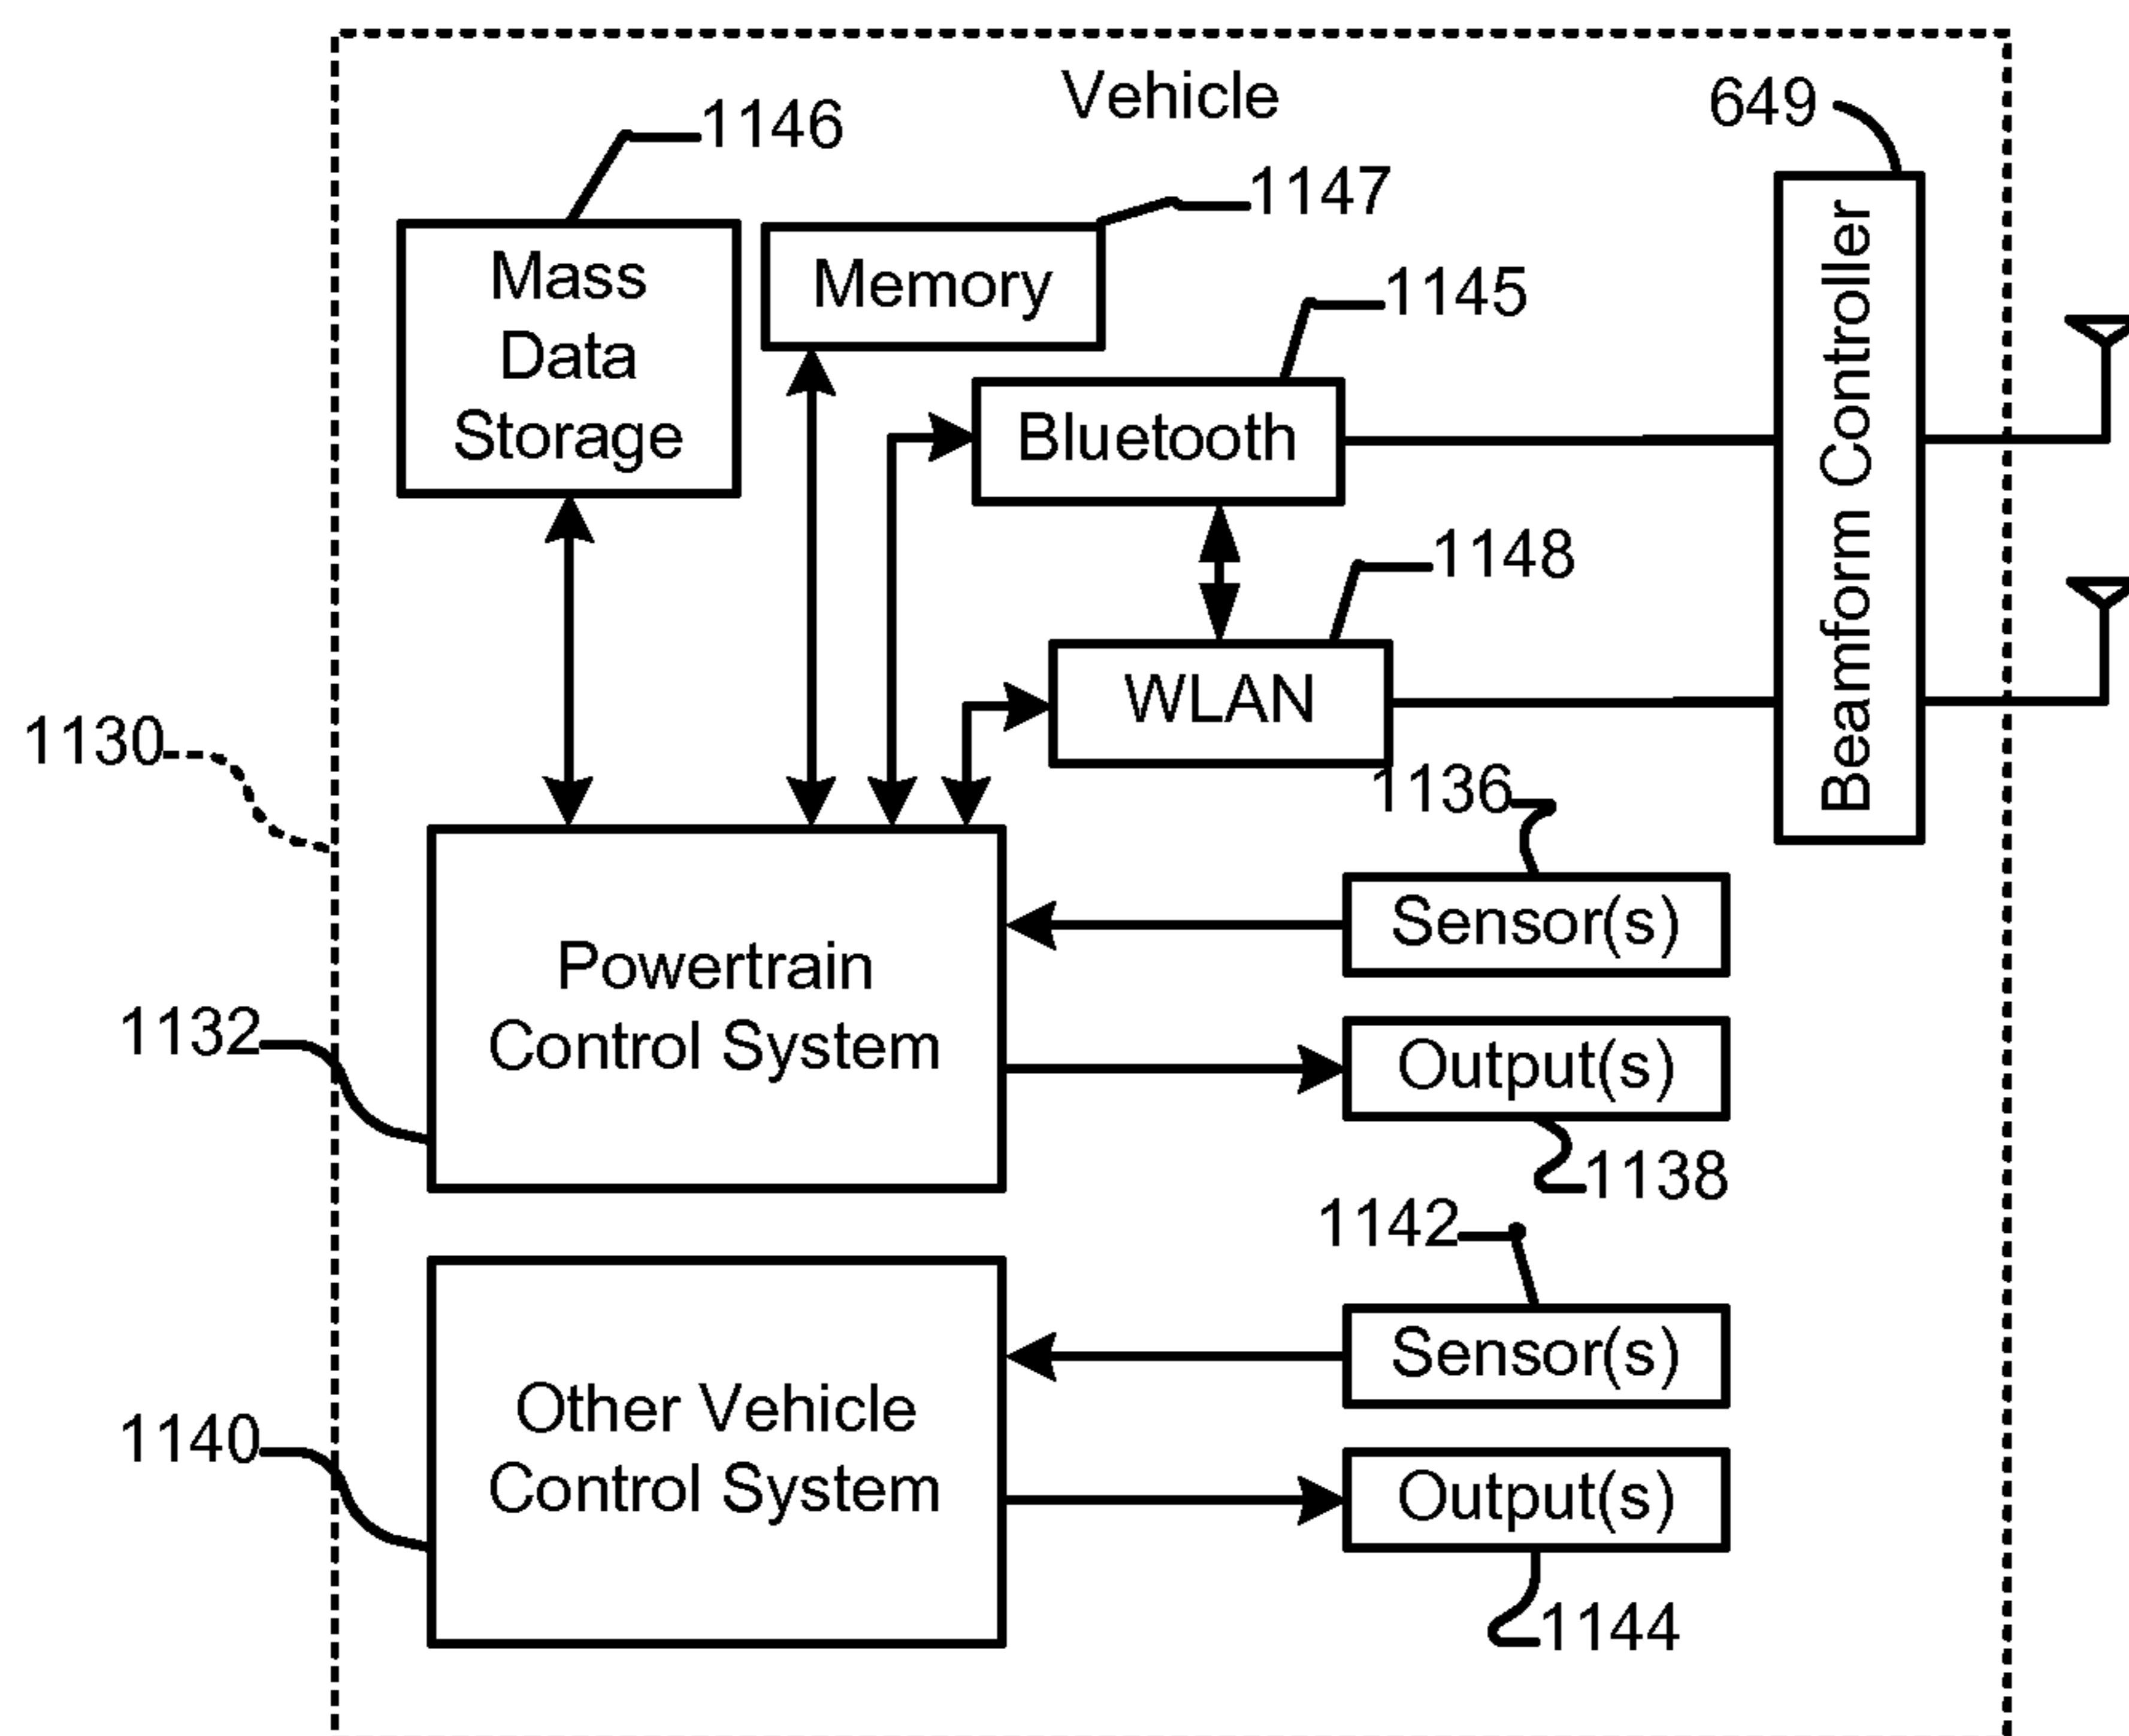 Vehicle
649
1146
1147
Mass
Data
Storage
Memory
1145
Bluetooth
Beamform Controller
1148
WLAN
1130
1136
Sensor(s)
Powertrain
Control System
1132
Output(s)
1138
1142
Sensor(s)
Other Vehicle
Control System
1140
Output(s)
1144